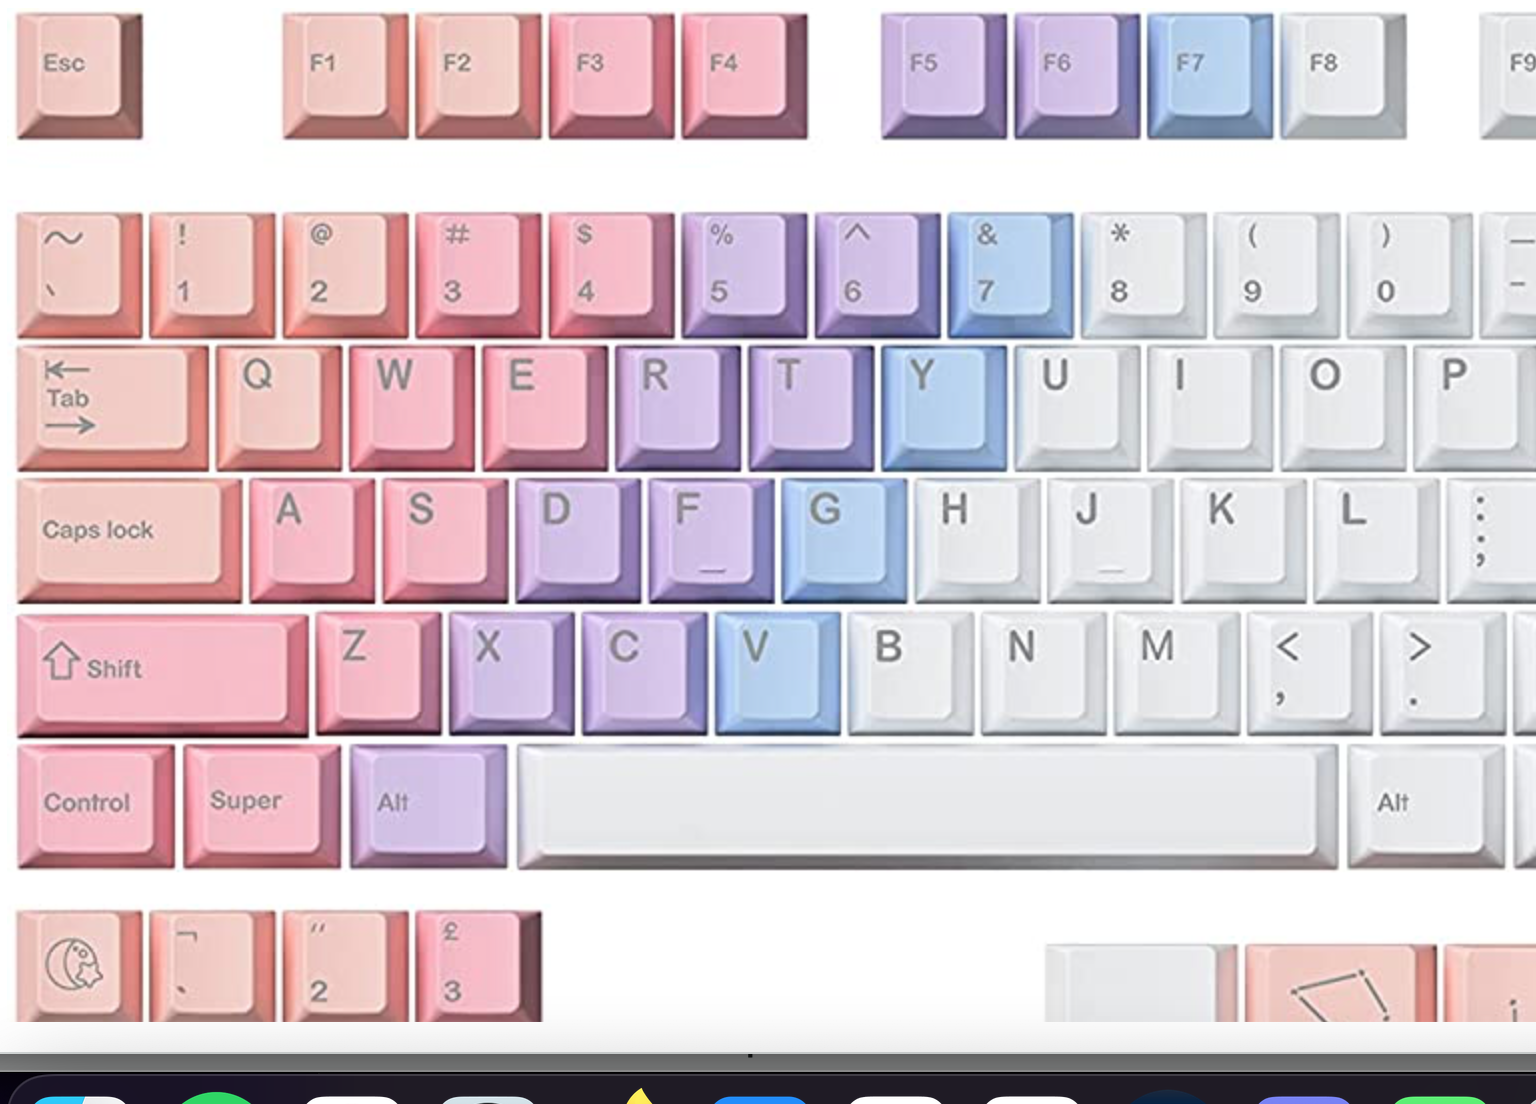 Esc F1 F2 F3 F4 F5 F6 F7 F8 F9
~ ! @ # $ % ^ & * ( ) —
` 1 2 3 4 5 6 7 8 9 0 -
Tab Q W E R T Y U I O P
Caps lock A S D F G H J K L : ;
Shift Z X C V B N M < >
, .
Control Super Alt Alt
¬ " £
` 2 3